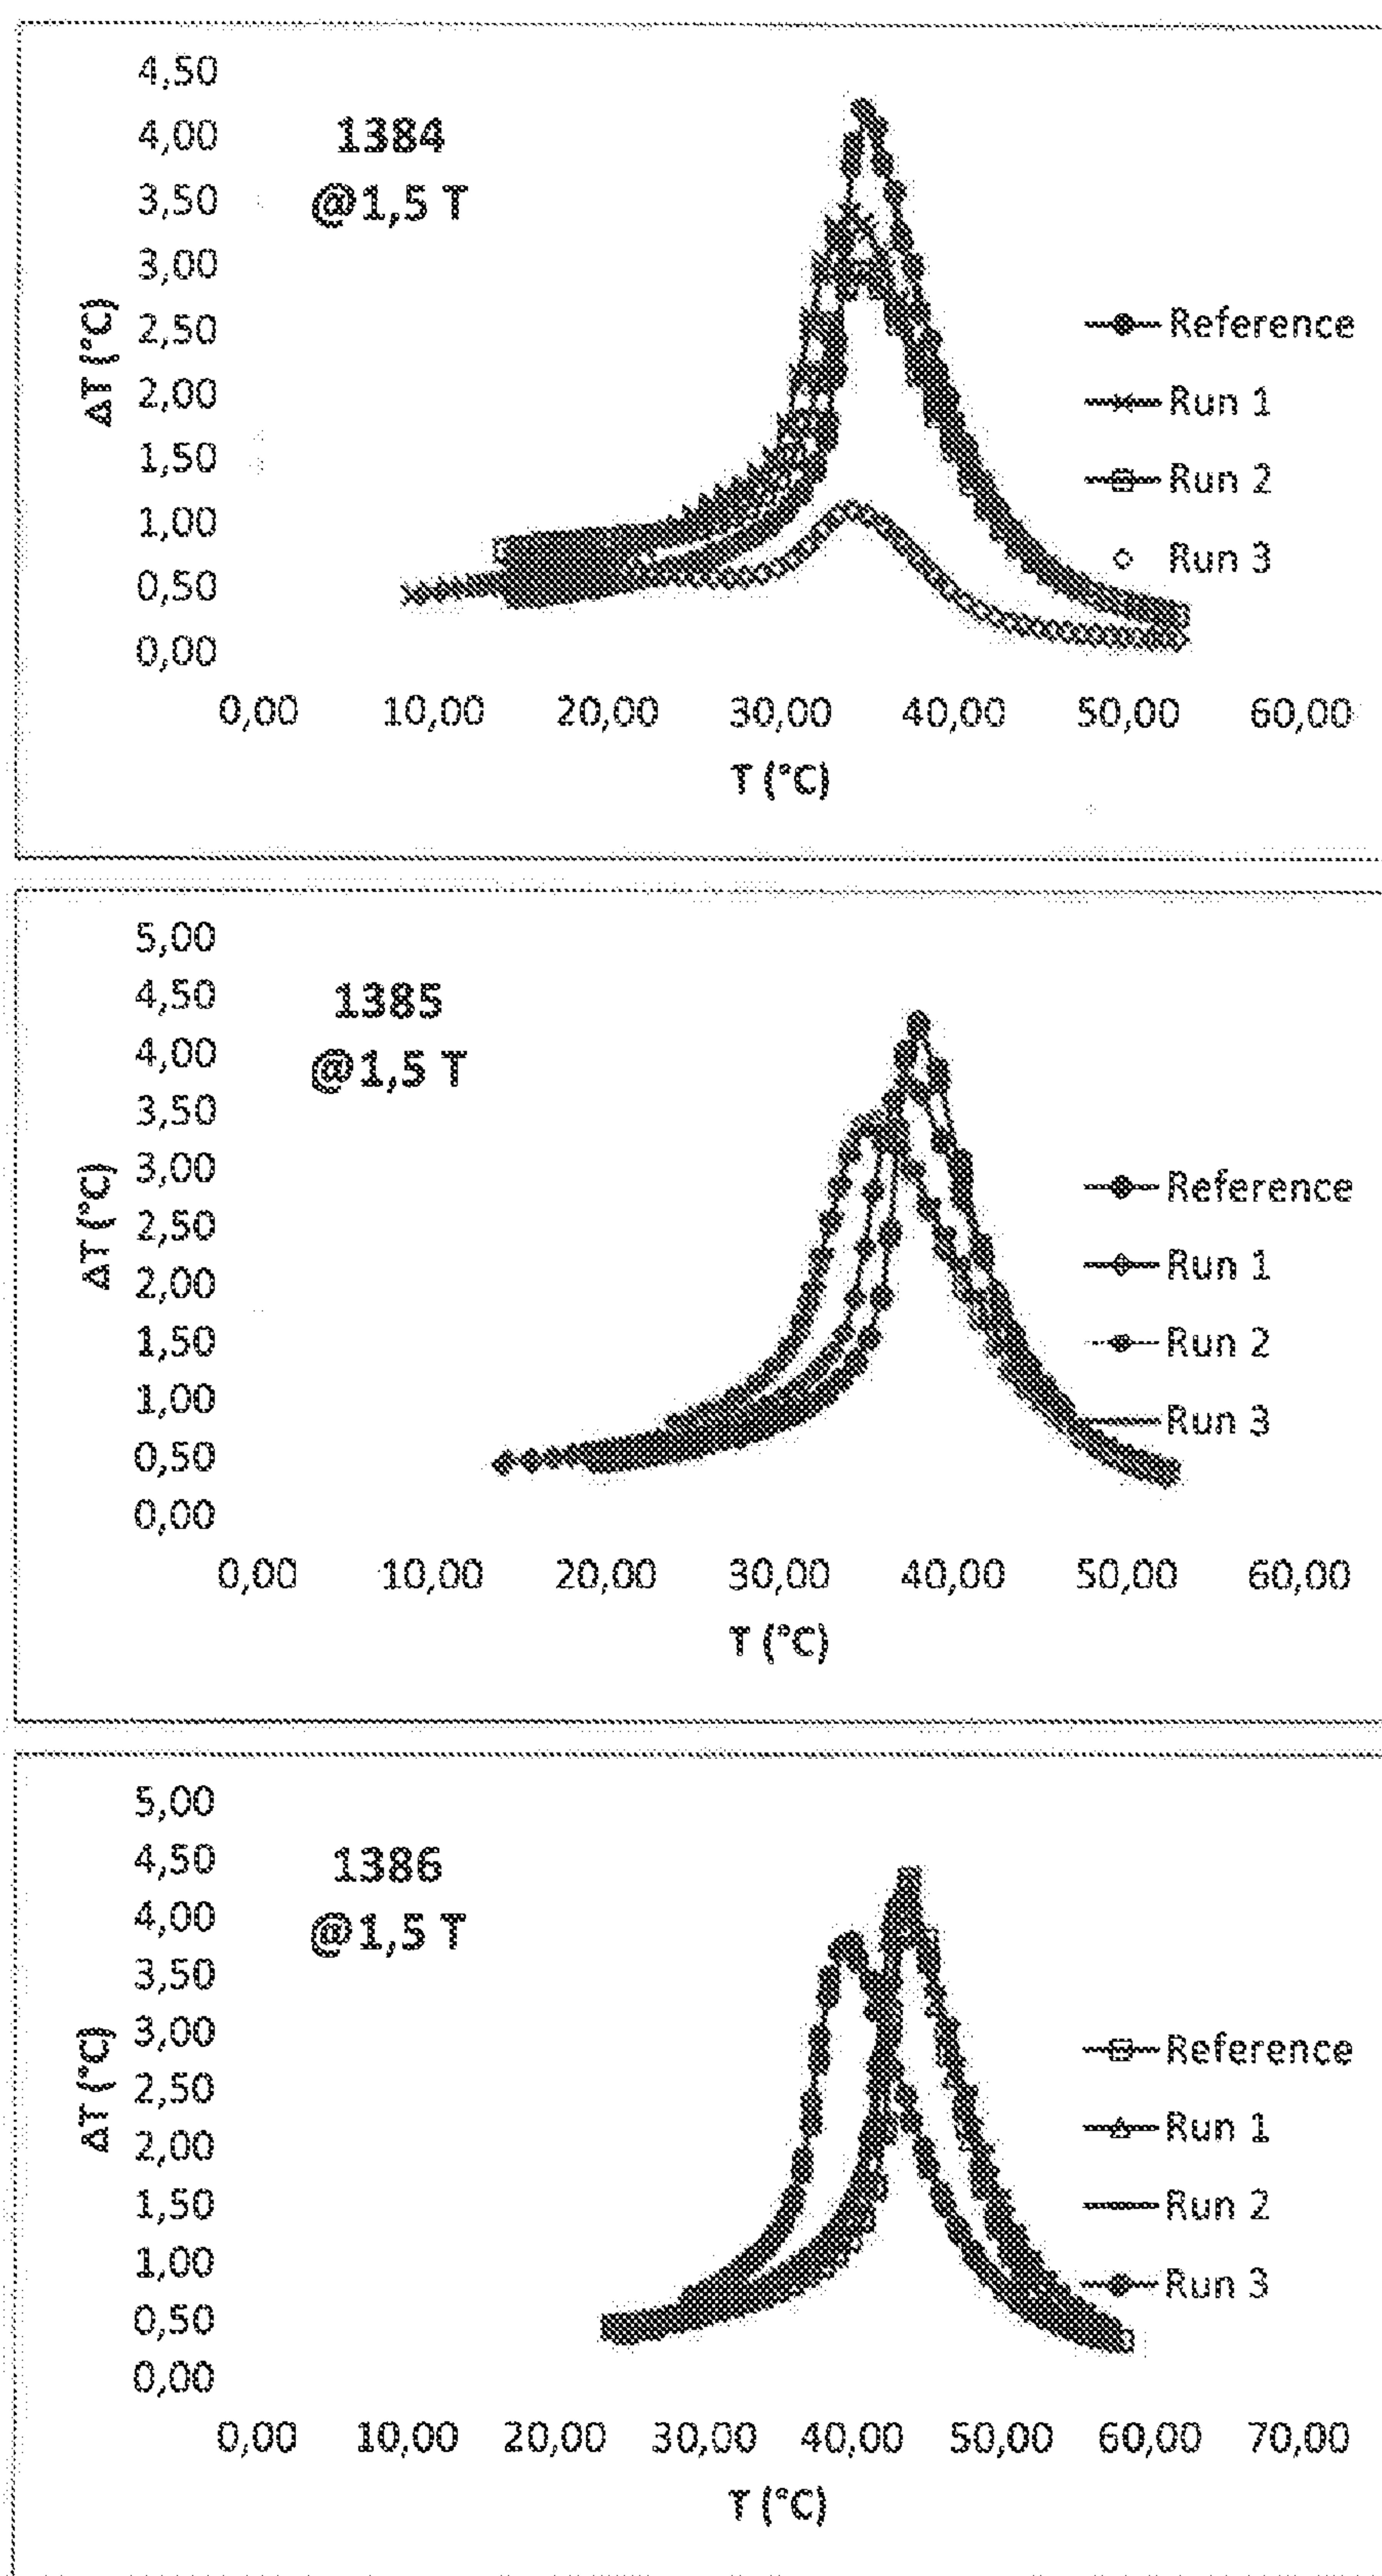 4,50
4,00
3,50
3,00
2,50
2,00
1,50
1,00
0,50
0,00
ΔT (°C)
1384
@1,5 T
Reference
Run 1
Run 2
Run 3
0,00 10,00 20,00 30,00 40,00 50,00 60,00
T (°C)
5,00
4,50
4,00
3,50
3,00
2,50
2,00
1,50
1,00
0,50
0,00
ΔT (°C)
1385
@1,5 T
Reference
Run 1
Run 2
Run 3
0,00 10,00 20,00 30,00 40,00 50,00 60,00
T (°C)
5,00
4,50
4,00
3,50
3,00
2,50
2,00
1,50
1,00
0,50
0,00
ΔT (°C)
1386
@1,5 T
Reference
Run 1
Run 2
Run 3
0,00 10,00 20,00 30,00 40,00 50,00 60,00 70,00
T (°C)